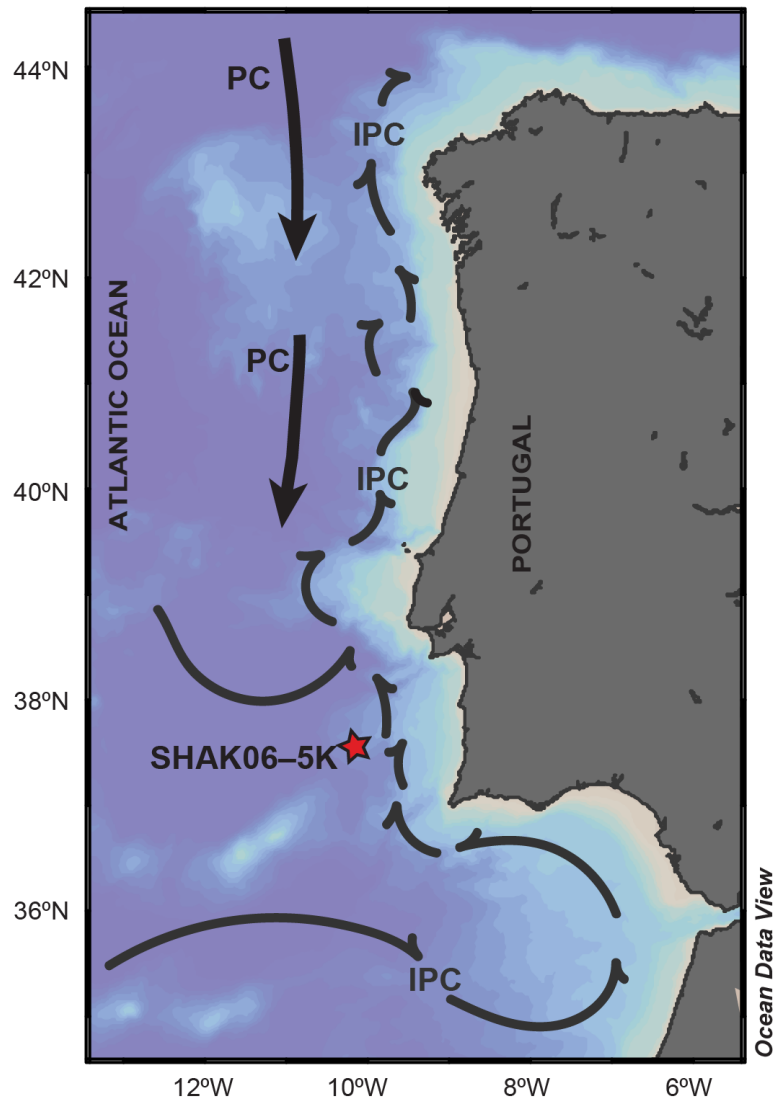 44ºN
PC
IPC
42ºN
ATLANTIC OCEAN
PC
PORTUGAL
40ºN
IPC
38ºN
SHAK06–5K
36ºN
IPC
Ocean Data View
12ºW
10ºW
8ºW
6ºW